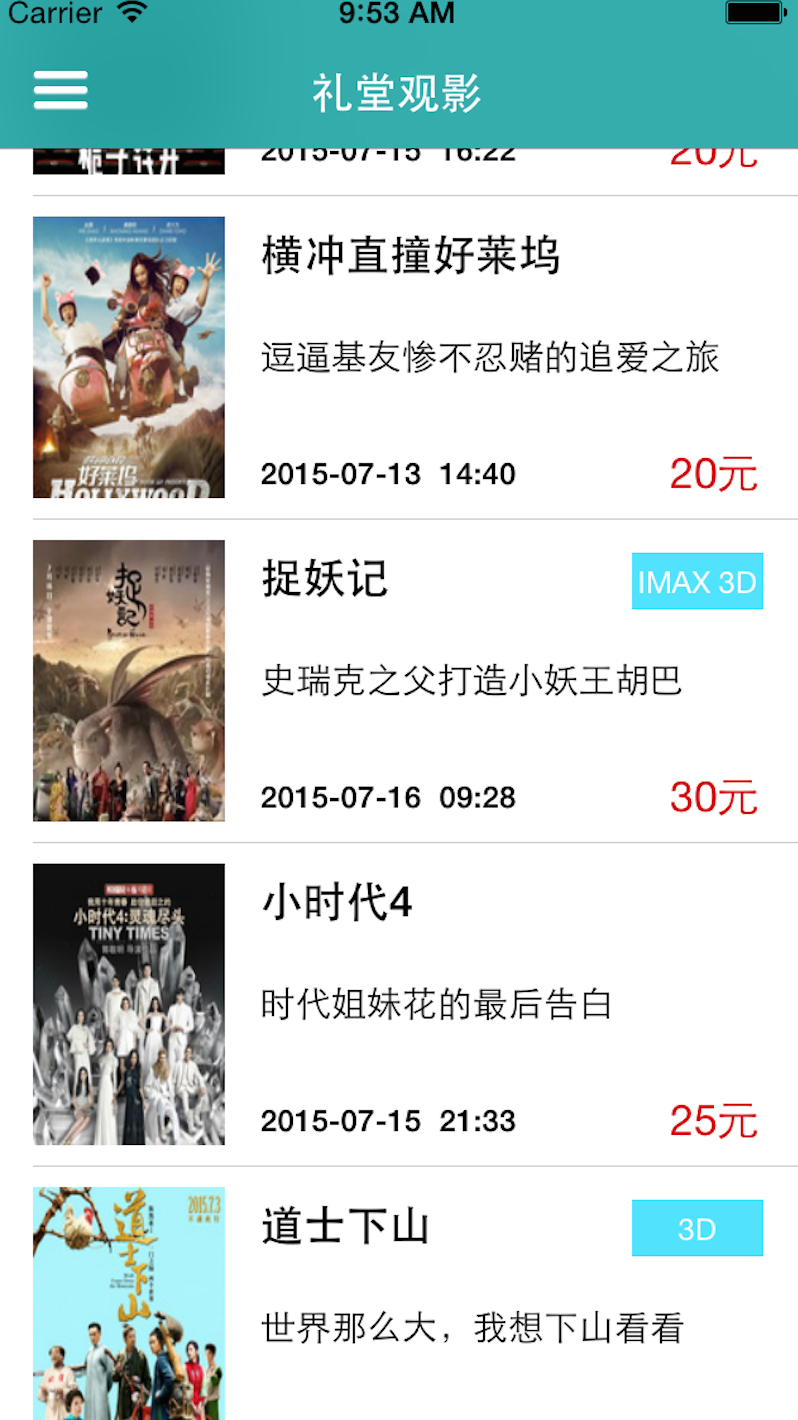 Carrier 9:53 AM
礼堂观影
2015-07-15 16:22 20元
横冲直撞好莱坞
逗逼基友惨不忍赌的追爱之旅
好莱坞
HOLLYWOOD
2015-07-13 14:40 20元
捉妖记
捉妖記
IMAX 3D
史瑞克之父打造小妖王胡巴
2015-07-16 09:28 30元
小时代4
小时代4:灵魂尽头
TINY TIMES
时代姐妹花的最后告白
2015-07-15 21:33 25元
道士下山
2015.7.3
道士下山
3D
世界那么大，我想下山看看